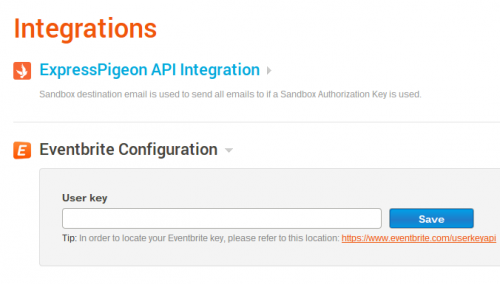 Integrations
ExpressPigeon API Integration
Sandbox destination email is used to send all emails to if a Sandbox Authorization Key is used.
E Eventbrite Configuration
User key
Save
Tip: In order to locate your Eventbrite key, please refer to this location: https://www.eventbrite.com/userkeyapi